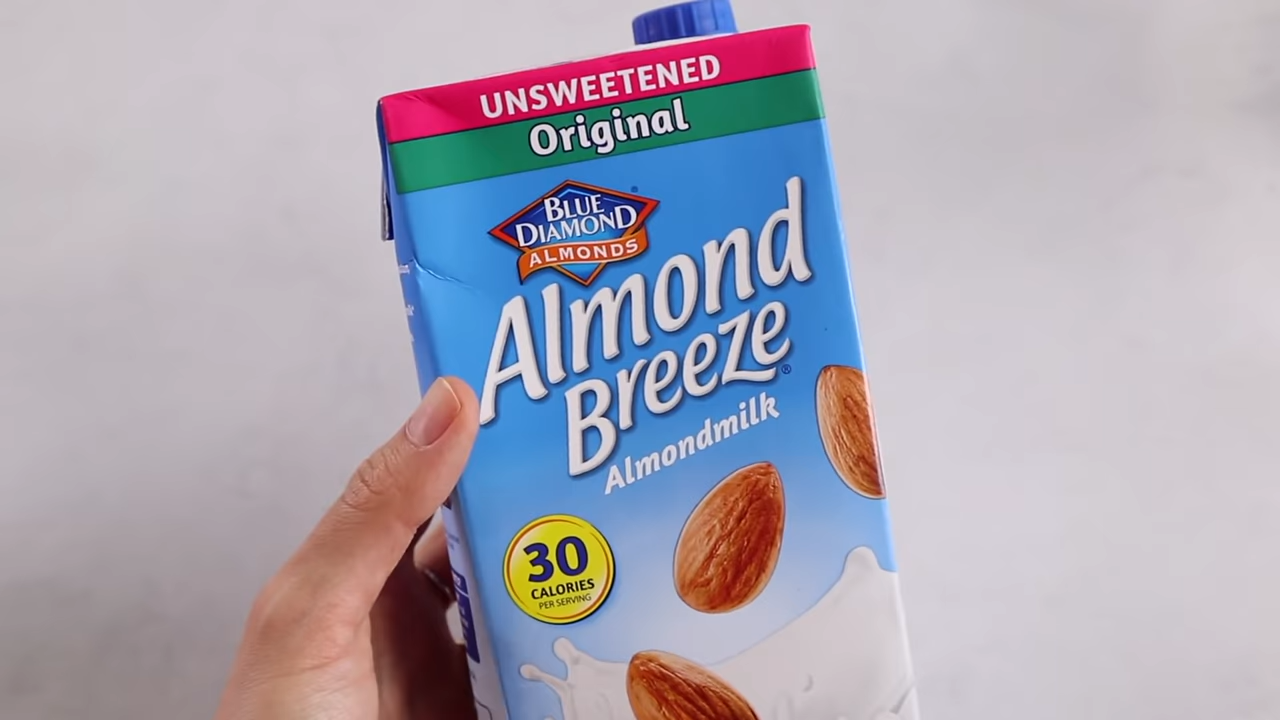 UNSWEETENED
Original
BLUE
DIAMOND
ALMONDS
Almond
Breeze
Almondmilk
30
CALORIES
PER SERVING